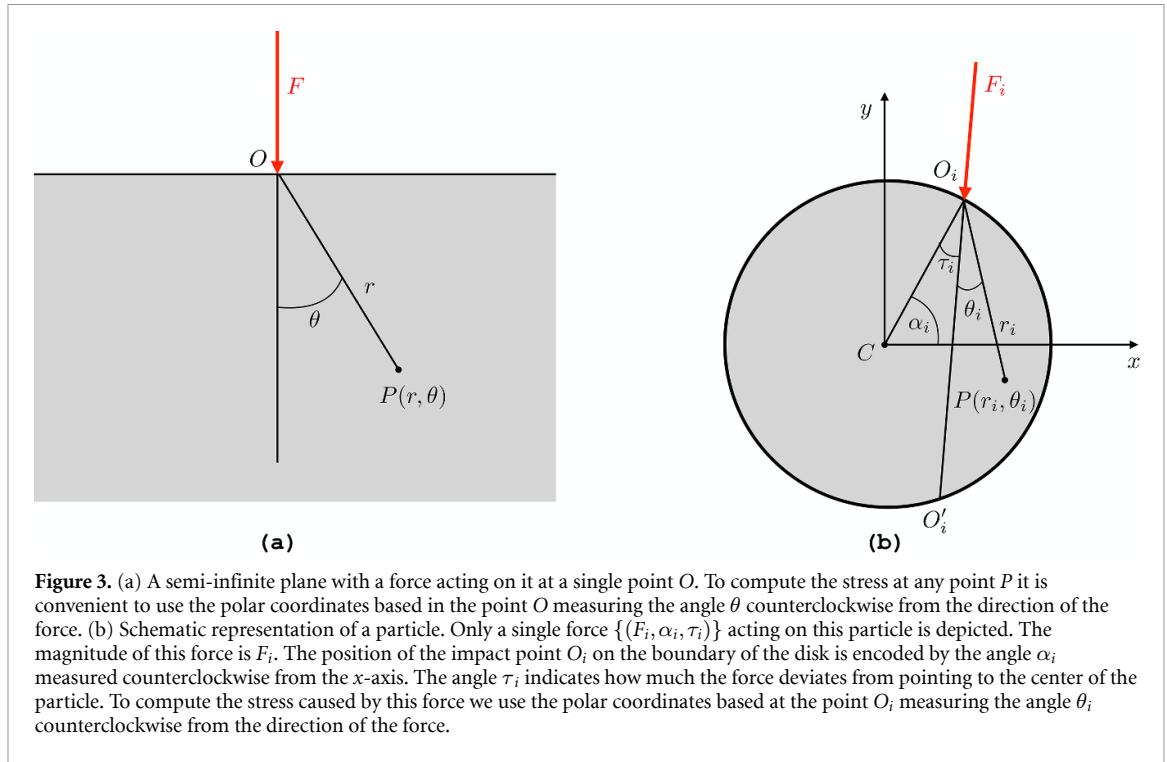 F
O
r
θ
P(r, θ)
(a)
F_i
y
O_i
τ_i
θ_i
α_i
r_i
C
x
P(r_i, θ_i)
O'_i
(b)
Figure 3. (a) A semi-infinite plane with a force acting on it at a single point O. To compute the stress at any point P it is
convenient to use the polar coordinates based in the point O measuring the angle θ counterclockwise from the direction of the
force. (b) Schematic representation of a particle. Only a single force {(F_i, α_i, τ_i)} acting on this particle is depicted. The
magnitude of this force is F_i. The position of the impact point O_i on the boundary of the disk is encoded by the angle α_i
measured counterclockwise from the x-axis. The angle τ_i indicates how much the force deviates from pointing to the center of the
particle. To compute the stress caused by this force we use the polar coordinates based at the point O_i measuring the angle θ_i
counterclockwise from the direction of the force.